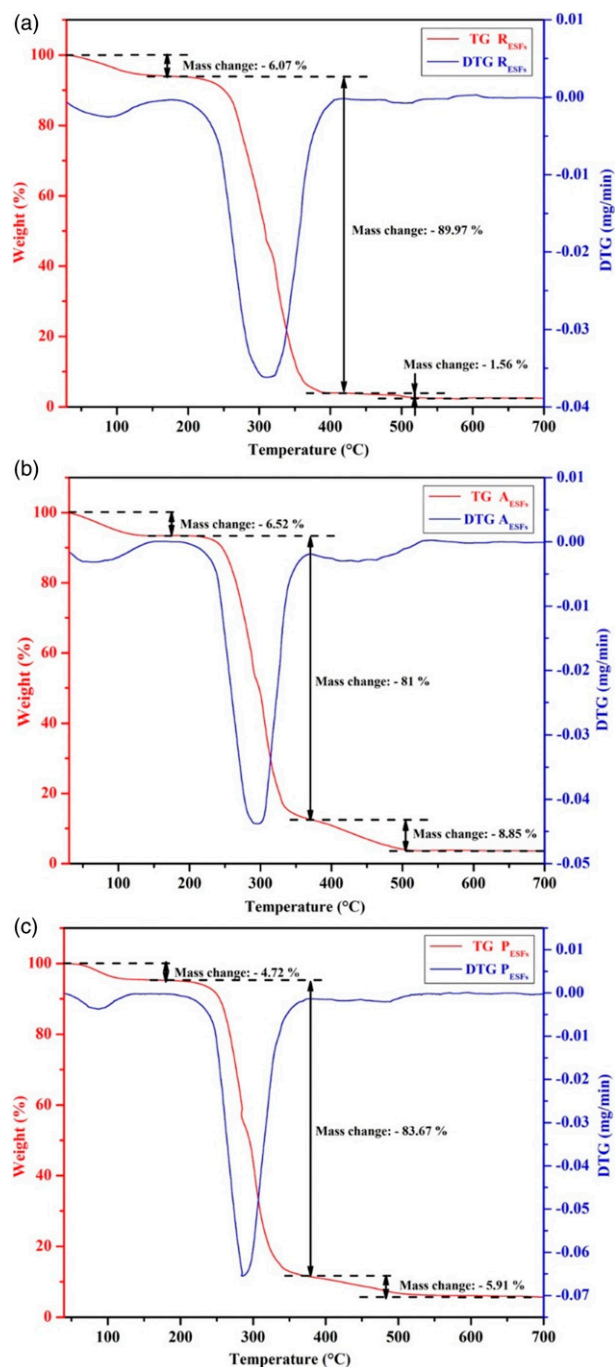 (a)
TG R_ESFs
DTG R_ESFs
Mass change: - 6.07 %
Mass change: - 89.97 %
Mass change: - 1.56 %
100
80
60
40
20
0
Weight (%)
0.01
0.00
-0.01
-0.02
-0.03
-0.04
DTG (mg/min)
100 200 300 400 500 600 700
Temperature (°C)
(b)
TG A_ESFs
DTG A_ESFs
Mass change: - 6.52 %
Mass change: - 81 %
Mass change: - 8.85 %
100
80
60
40
20
0
Weight (%)
0.01
0.00
-0.01
-0.02
-0.03
-0.04
-0.05
DTG (mg/min)
100 200 300 400 500 600 700
Temperature (°C)
(c)
TG P_ESFs
DTG P_ESFs
Mass change: - 4.72 %
Mass change: - 83.67 %
Mass change: - 5.91 %
100
80
60
40
20
0
Weight (%)
0.01
0.00
-0.01
-0.02
-0.03
-0.04
-0.05
-0.06
-0.07
DTG (mg/min)
100 200 300 400 500 600 700
Temperature (°C)